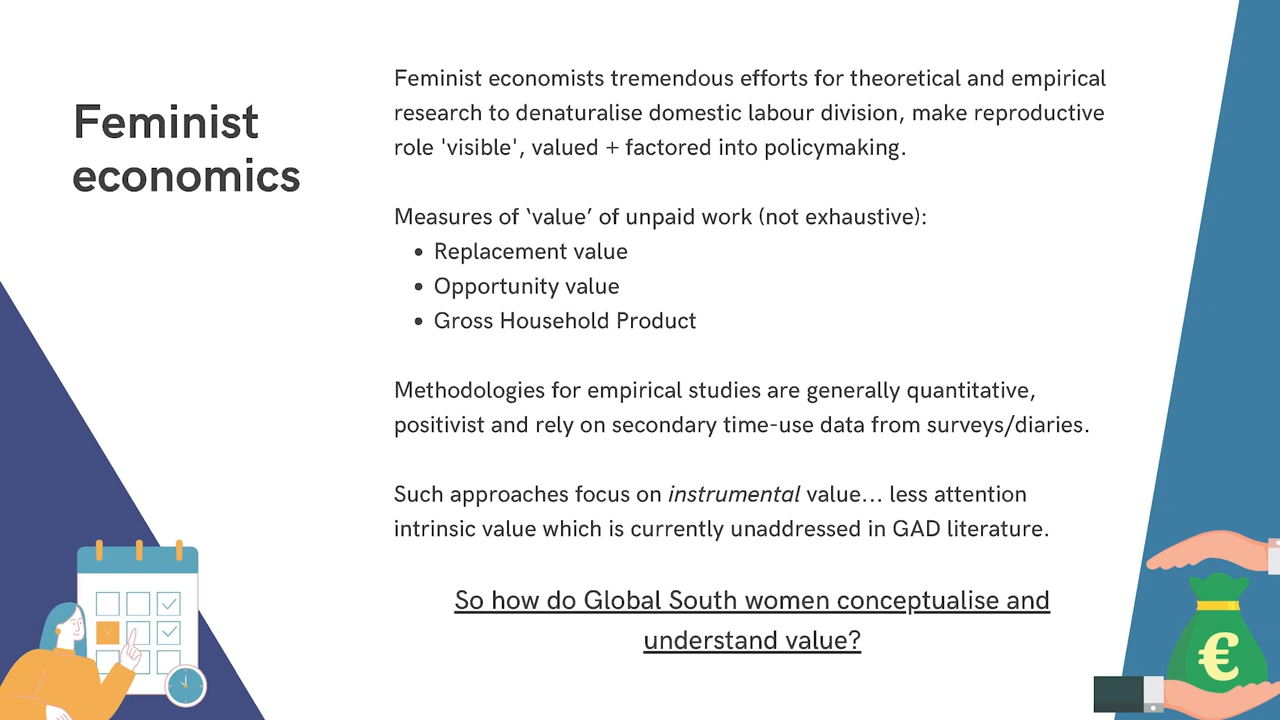 Feminist
economics
Feminist economists tremendous efforts for theoretical and empirical
research to denaturalise domestic labour division, make reproductive
role 'visible', valued + factored into policymaking.
Measures of ‘value’ of unpaid work (not exhaustive):
• Replacement value
• Opportunity value
• Gross Household Product
Methodologies for empirical studies are generally quantitative,
positivist and rely on secondary time-use data from surveys/diaries.
Such approaches focus on instrumental value... less attention
intrinsic value which is currently unaddressed in GAD literature.
So how do Global South women conceptualise and
understand value?
€